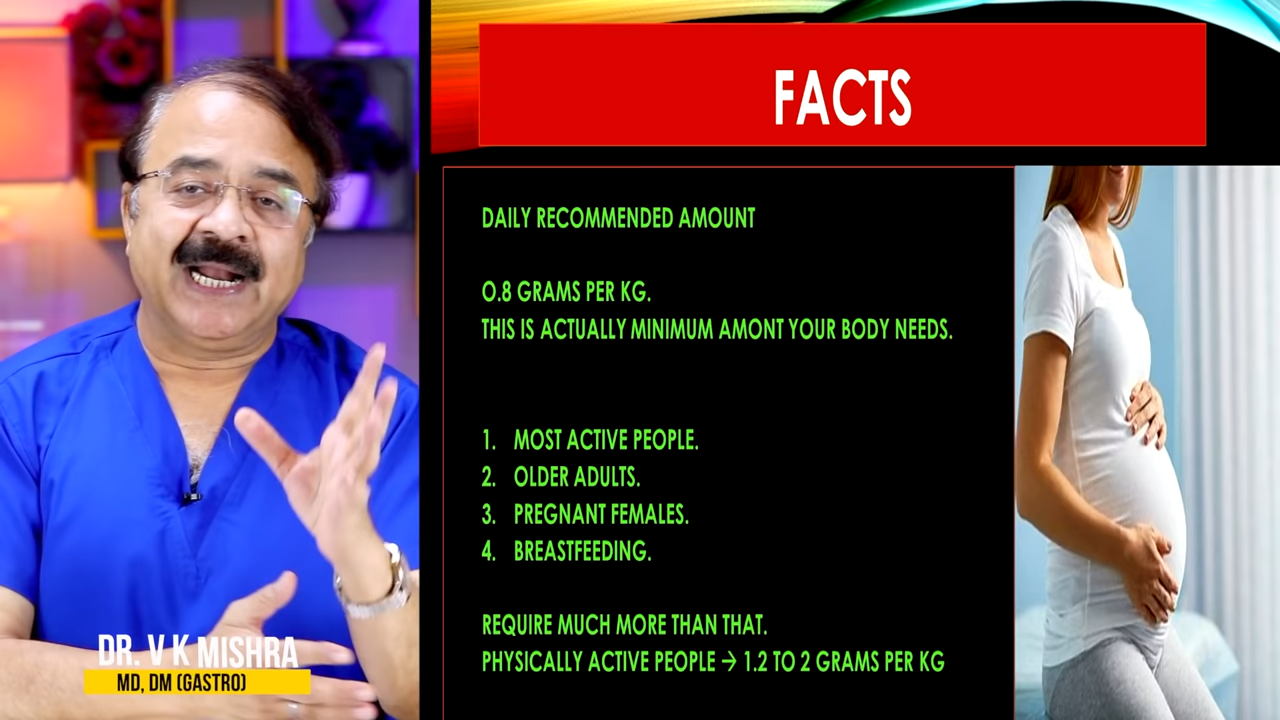 FACTS
DAILY RECOMMENDED AMOUNT
O.8 GRAMS PER KG.
THIS IS ACTUALLY MINIMUM AMONT YOUR BODY NEEDS.
1. MOST ACTIVE PEOPLE.
2. OLDER ADULTS.
3. PREGNANT FEMALES.
4. BREASTFEEDING.
REQUIRE MUCH MORE THAN THAT.
PHYSICALLY ACTIVE PEOPLE → 1.2 TO 2 GRAMS PER KG
DR. V K MISHRA
MD, DM (GASTRO)